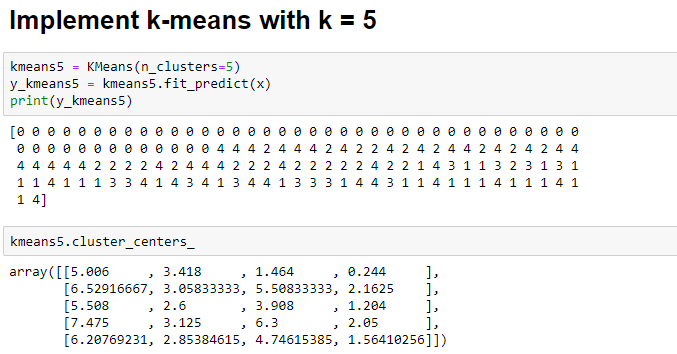 Implement k-means with k = 5
kmeans5 = KMeans(n_clusters=5)
y_kmeans5 = kmeans5.fit_predict(x)
print(y_kmeans5)
[0 0 0 0 0 0 0 0 0 0 0 0 0 0 0 0 0 0 0 0 0 0 0 0 0 0 0 0 0 0 0 0 0 0 0 0 0
 0 0 0 0 0 0 0 0 0 0 0 0 0 4 4 4 2 4 4 4 2 4 2 2 4 2 4 2 4 4 2 4 2 4 2 4 4
 4 4 4 4 4 2 2 2 2 4 2 4 4 4 2 2 2 4 2 2 2 2 2 4 2 2 1 4 3 1 1 3 2 3 1 3 1
 1 1 4 1 1 1 3 3 4 1 4 3 4 1 3 4 4 1 3 3 3 1 4 4 3 1 1 4 1 1 1 4 1 1 1 4 1
 1 4]
kmeans5.cluster_centers_
array([[5.006     , 3.418     , 1.464     , 0.244     ],
       [6.52916667, 3.05833333, 5.50833333, 2.1625    ],
       [5.508     , 2.6       , 3.908     , 1.204     ],
       [7.475     , 3.125     , 6.3       , 2.05      ],
       [6.20769231, 2.85384615, 4.74615385, 1.56410256]])